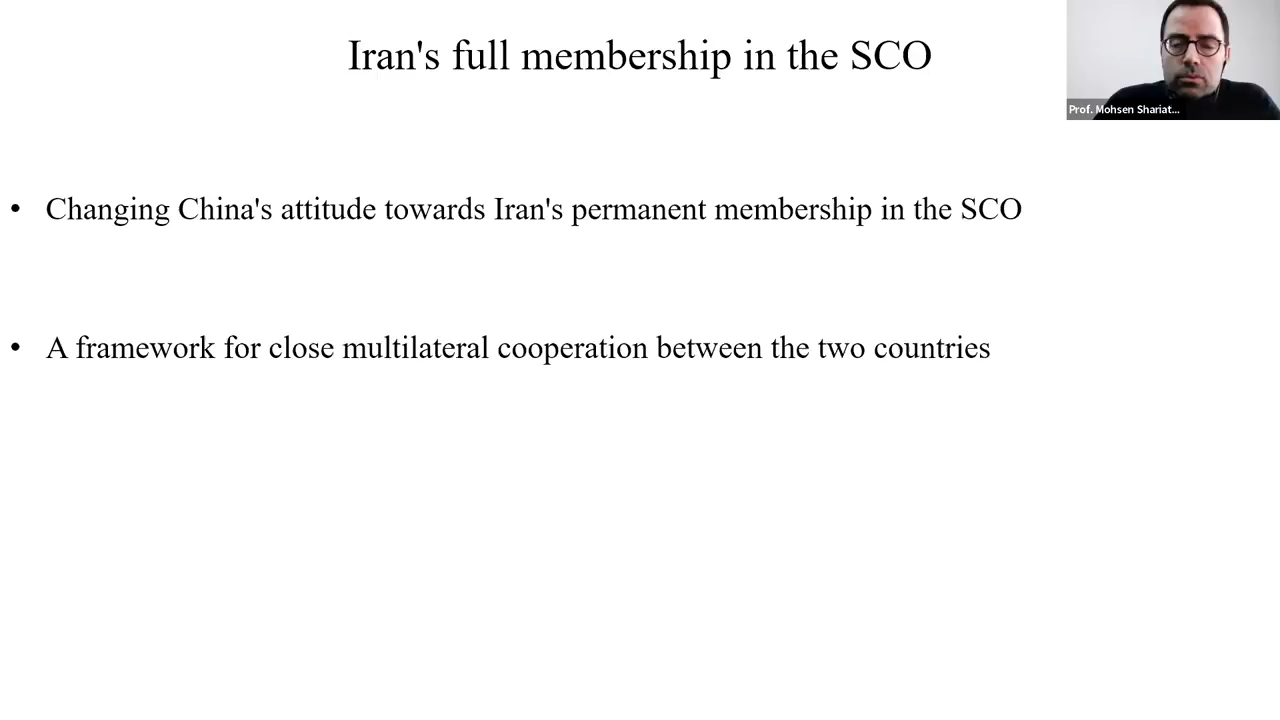 Iran's full membership in the SCO
Prof. Mohsen Shariat...
• Changing China's attitude towards Iran's permanent membership in the SCO
• A framework for close multilateral cooperation between the two countries